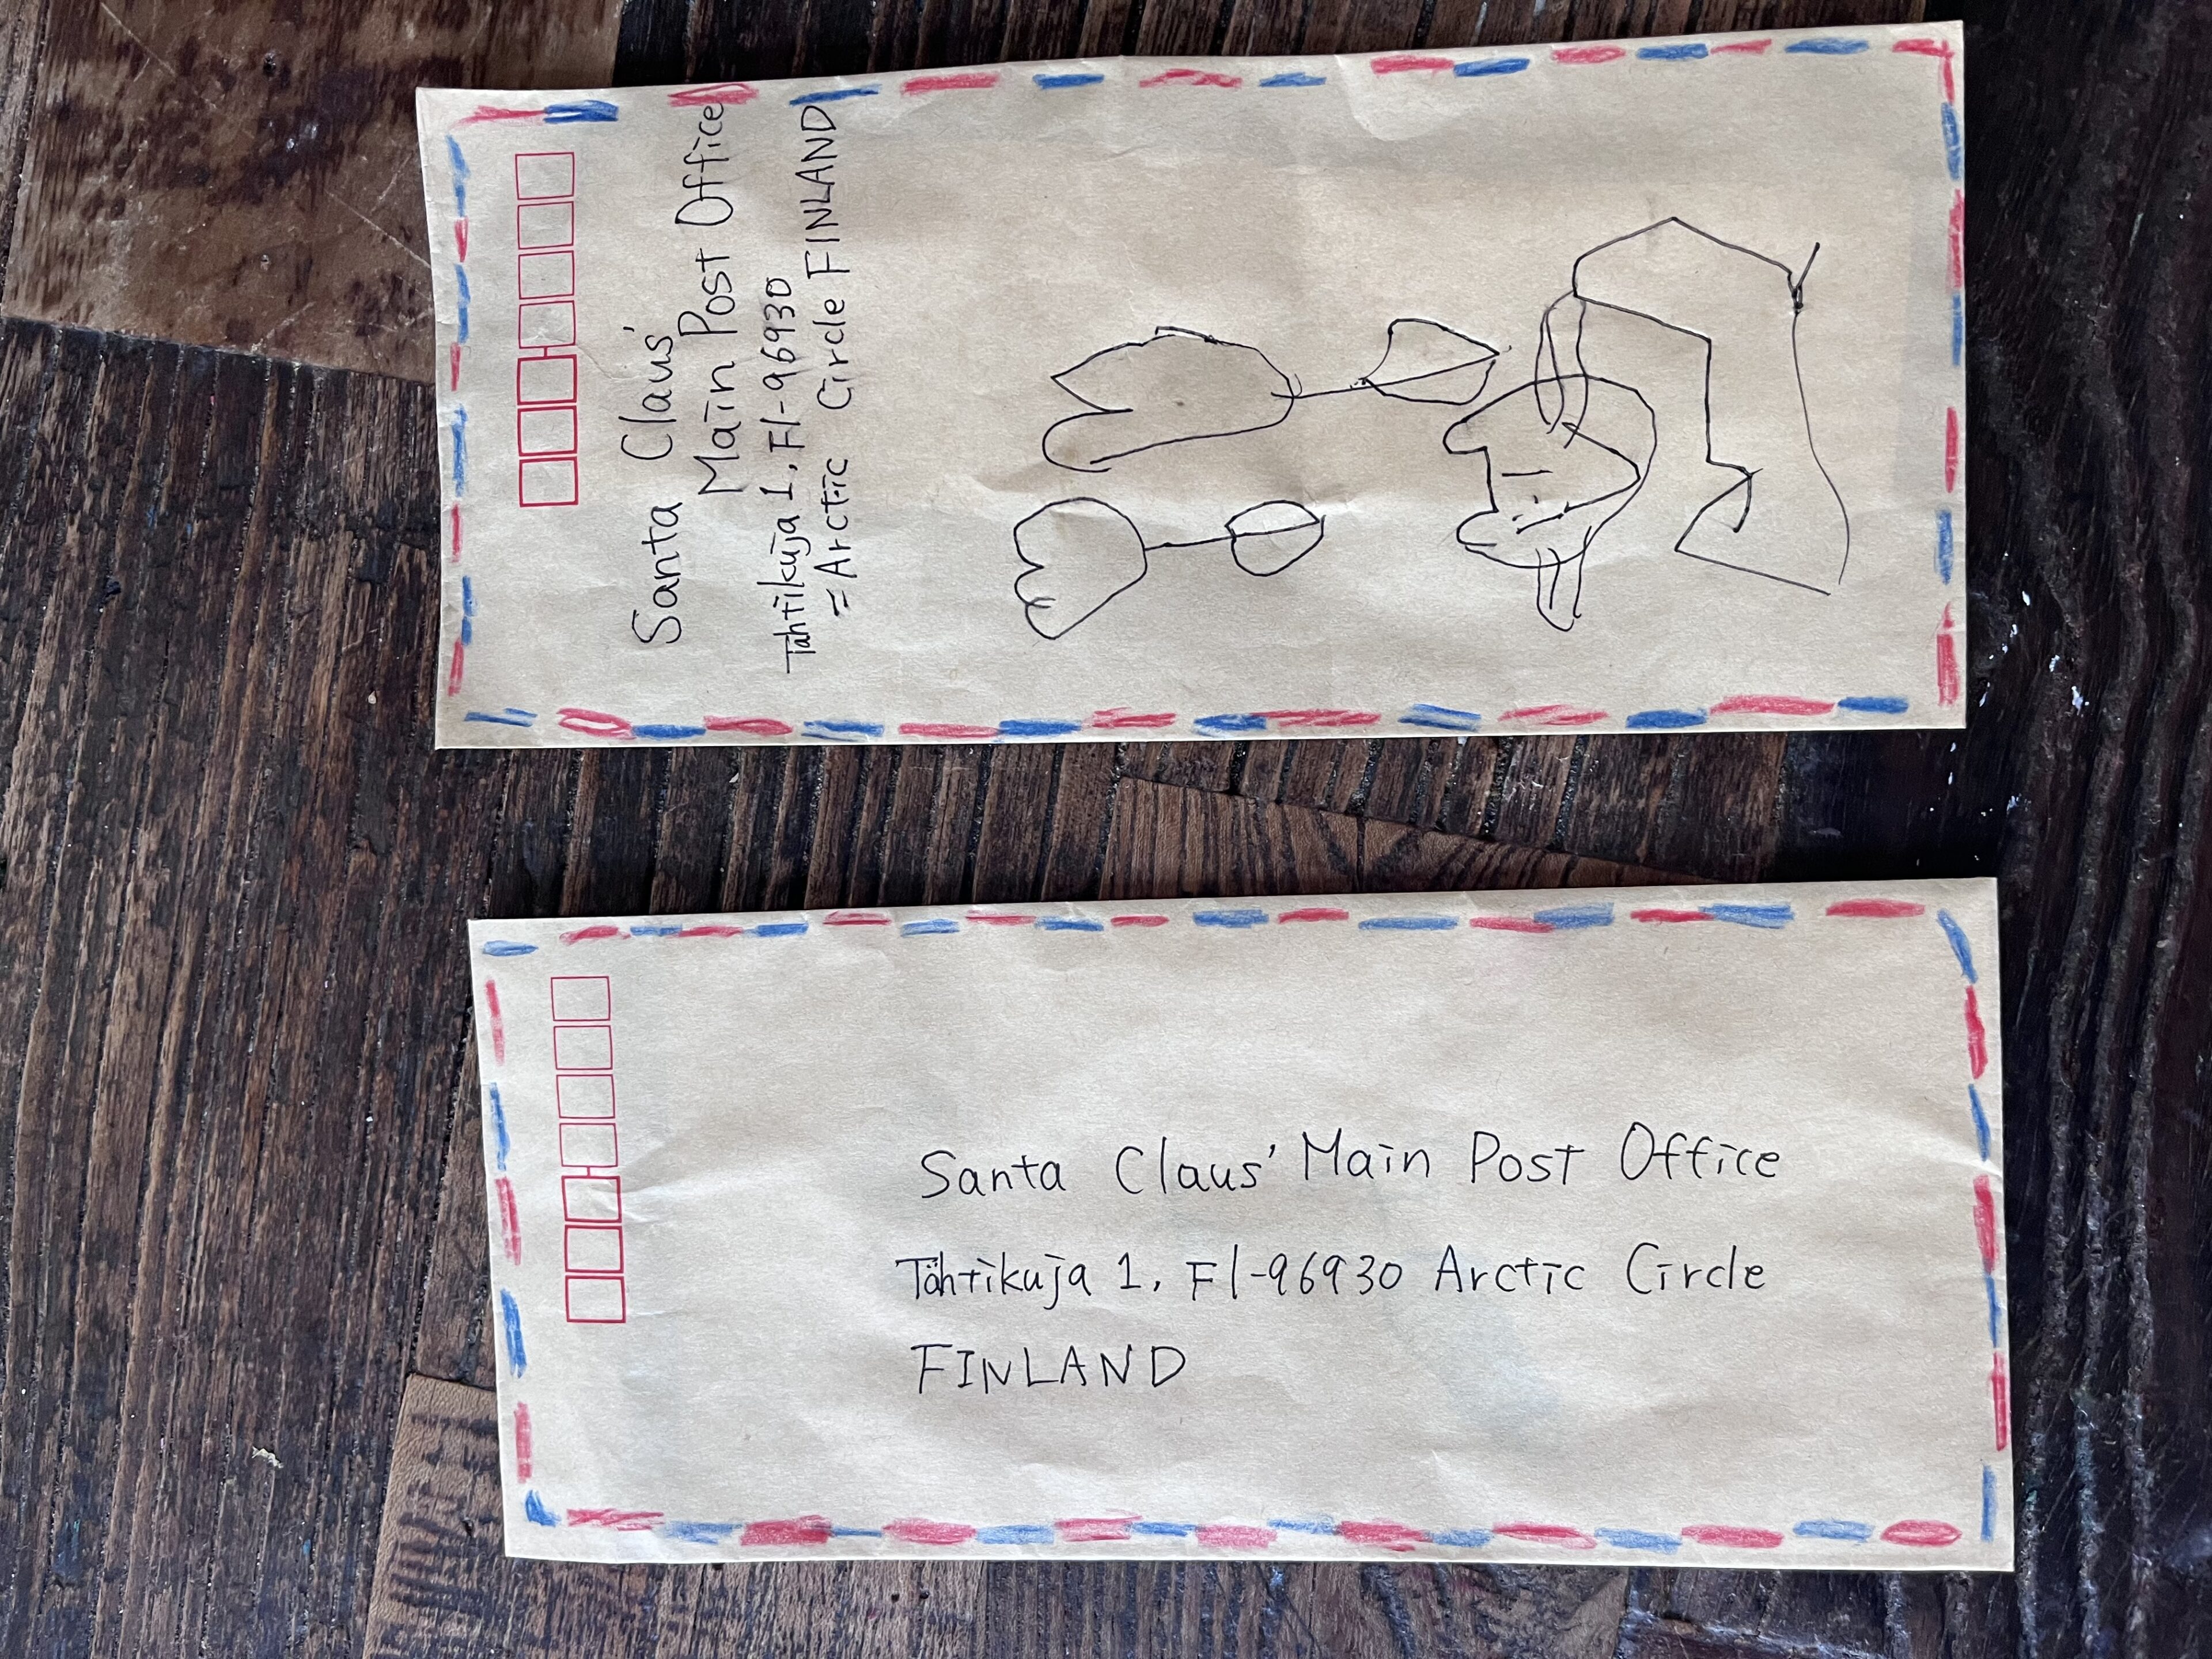 Santa Claus'
Main Post Office
Tähtikuja 1, FI-96930
=Arctic Circle FINLAND
Santa Claus' Main Post Office
Tähtikuja 1, FI-96930 Arctic Circle
FINLAND